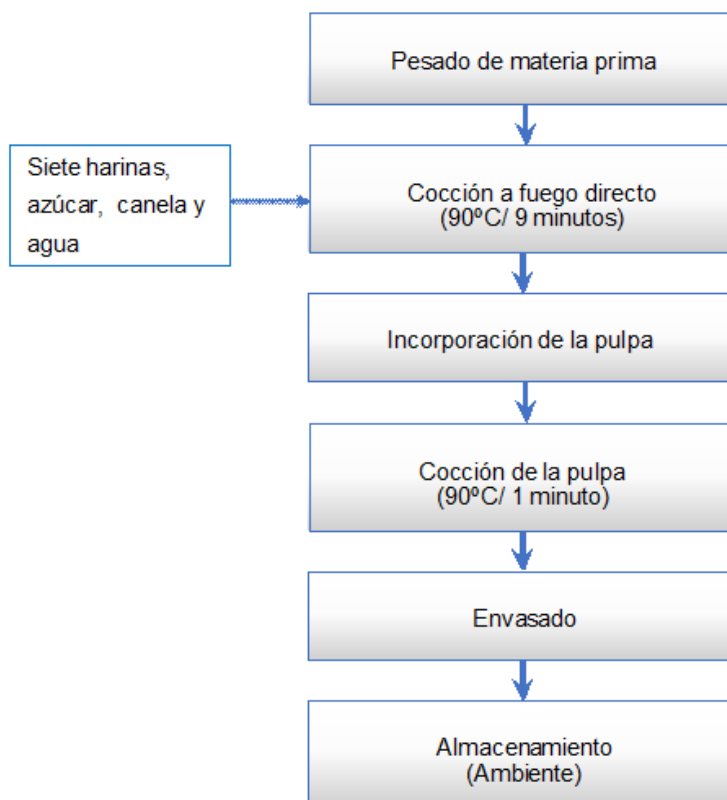 Pesado de materia prima
Siete harinas,
azúcar, canela y
agua
Cocción a fuego directo
(90ºC/ 9 minutos)
Incorporación de la pulpa
Cocción de la pulpa
(90ºC/ 1 minuto)
Envasado
Almacenamiento
(Ambiente)